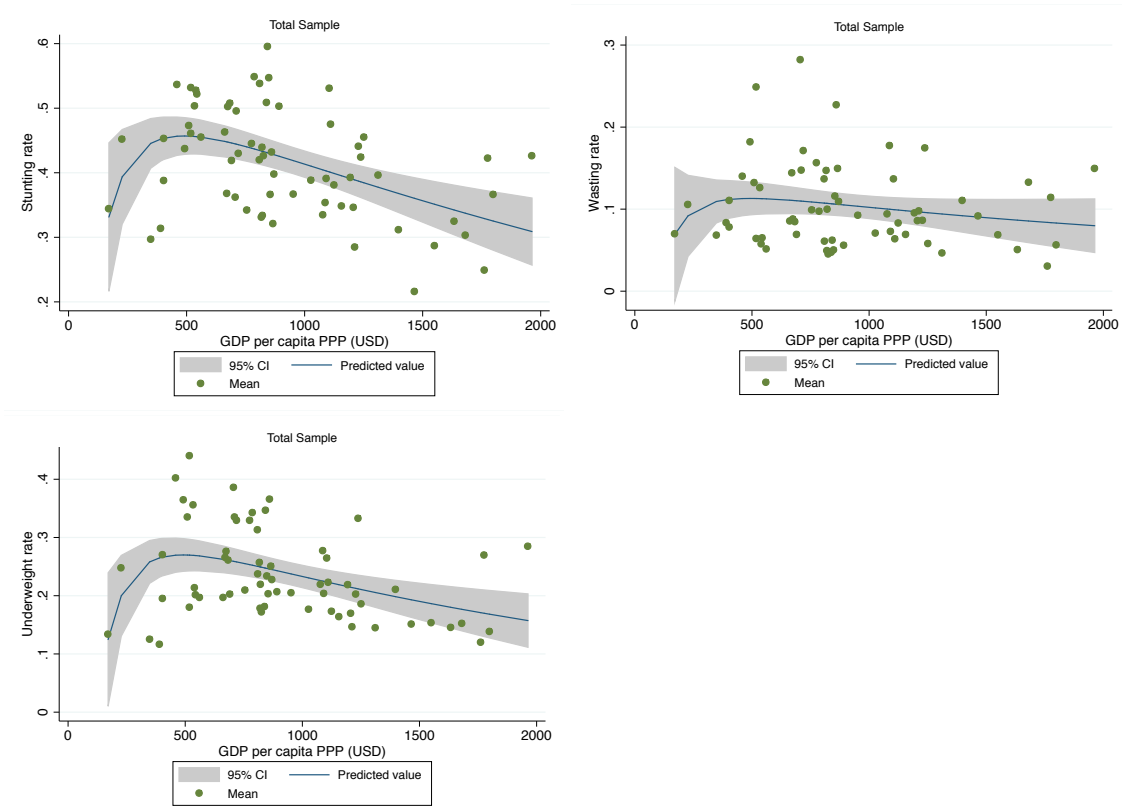 Total Sample
Stunting rate
.6
.5
.4
.3
.2
0 500 1000 1500 2000
GDP per capita PPP (USD)
95% CI Predicted value
Mean
Total Sample
Wasting rate
.3
.2
.1
0
0 500 1000 1500 2000
GDP per capita PPP (USD)
95% CI Predicted value
Mean
Total Sample
Underweight rate
.4
.3
.2
.1
0
0 500 1000 1500 2000
GDP per capita PPP (USD)
95% CI Predicted value
Mean